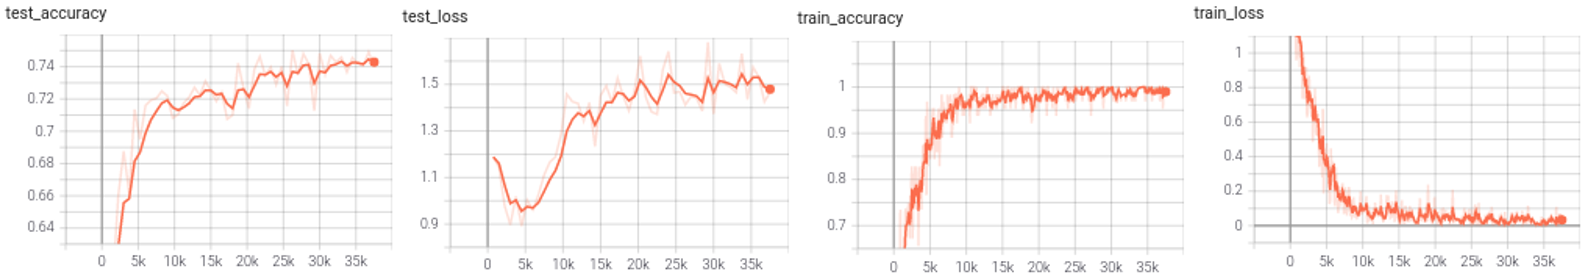 test_accuracy
0.74
0.72
0.7
0.68
0.66
0.64
0 5k 10k 15k 20k 25k 30k 35k
test_loss
1.5
1.3
1.1
0.9
0 5k 10k 15k 20k 25k 30k 35k
train_accuracy
1
0.9
0.8
0.7
0 5k 10k 15k 20k 25k 30k 35k
train_loss
1
0.8
0.6
0.4
0.2
0
0 5k 10k 15k 20k 25k 30k 35k